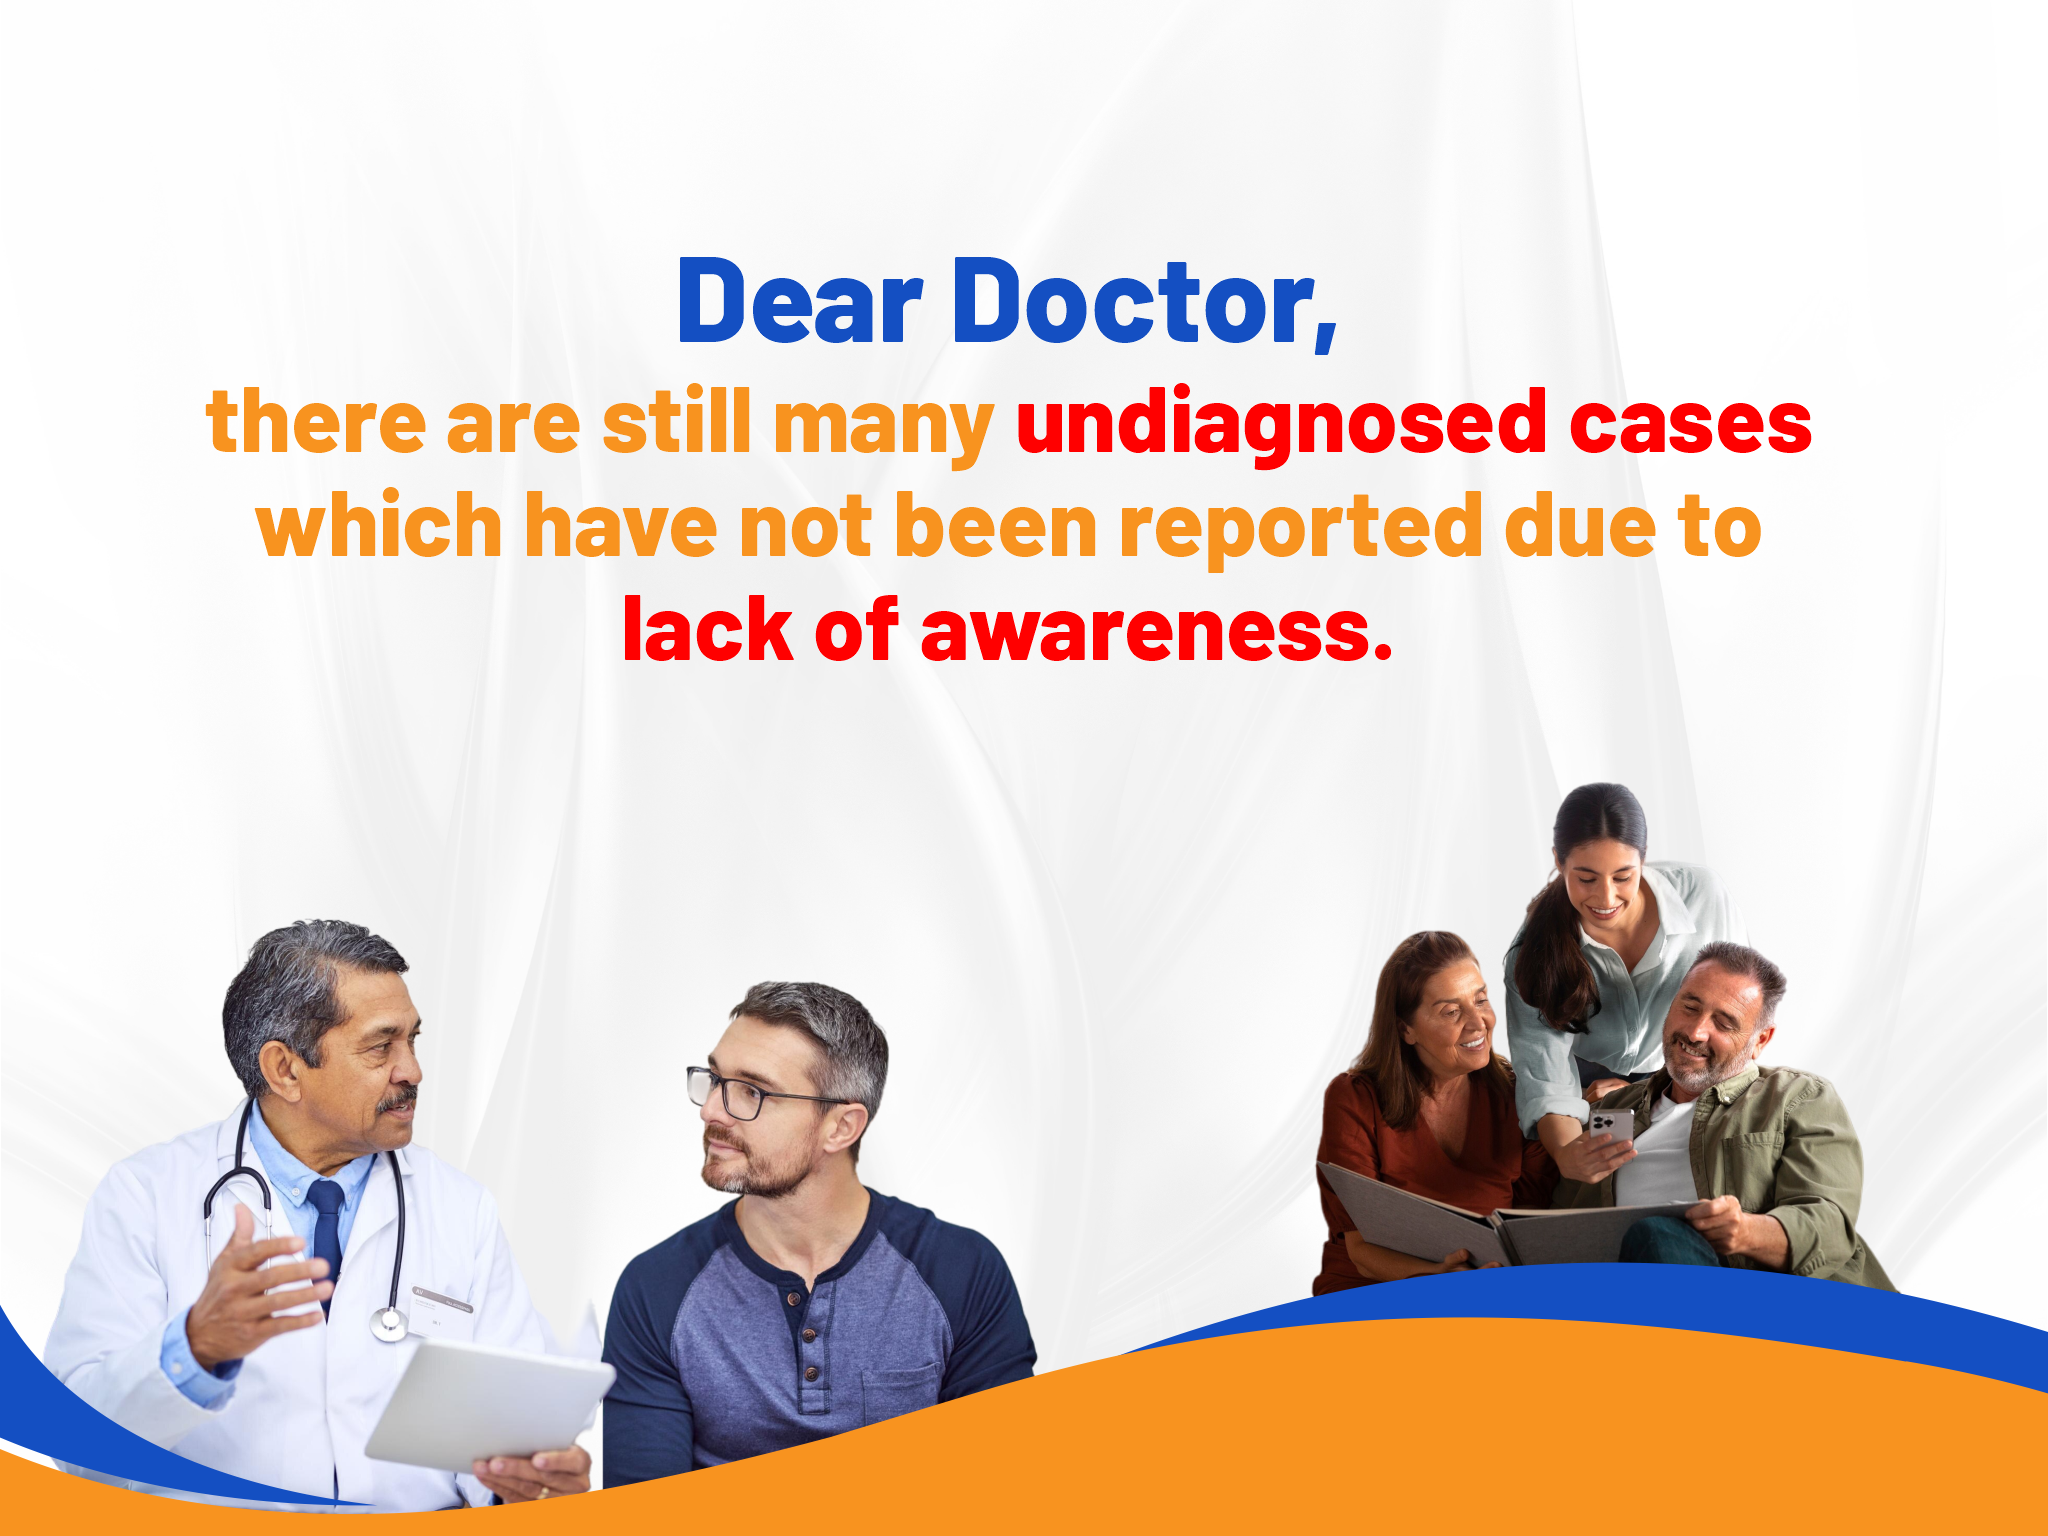 Dear Doctor,
there are still many undiagnosed cases
which have not been reported due to
lack of awareness.